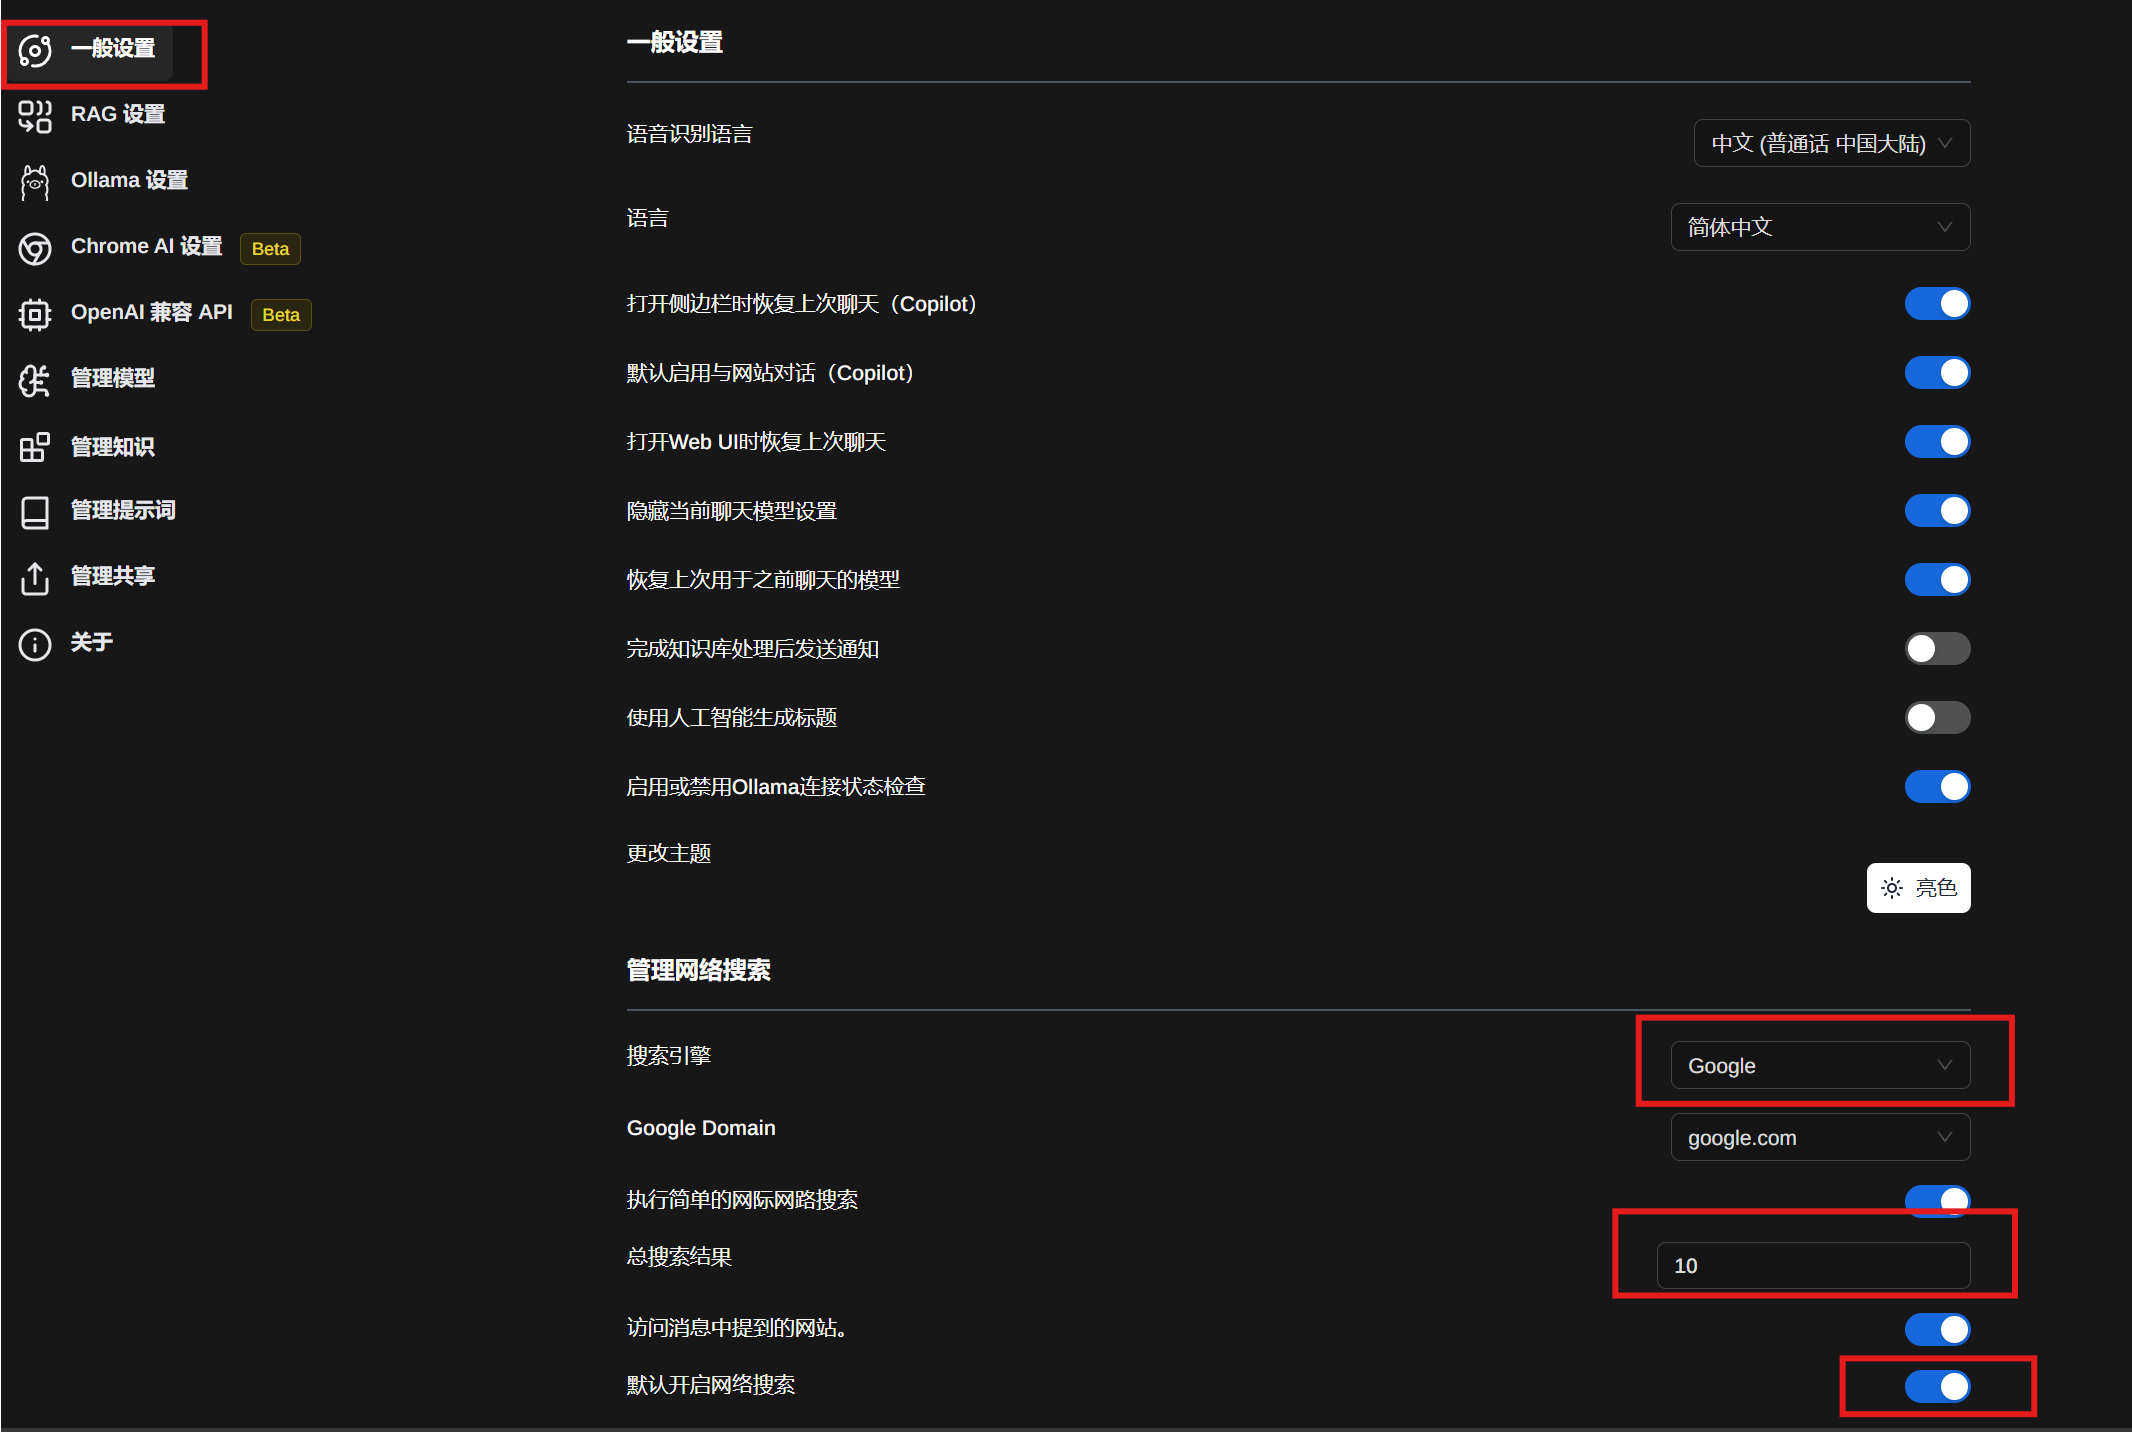 一般设置
RAG 设置
Ollama 设置
Chrome AI 设置 Beta
OpenAI 兼容 API Beta
管理模型
管理知识
管理提示词
管理共享
关于
一般设置
语音识别语言 中文 (普通话 中国大陆)
语言 简体中文
打开侧边栏时恢复上次聊天（Copilot）
默认启用与网站对话（Copilot）
打开Web UI时恢复上次聊天
隐藏当前聊天模型设置
恢复上次用于之前聊天的模型
完成知识库处理后发送通知
使用人工智能生成标题
启用或禁用Ollama连接状态检查
更改主题
亮色
管理网络搜索
搜索引擎 Google
Google Domain google.com
执行简单的网际网路搜索
总搜索结果 10
访问消息中提到的网站。
默认开启网络搜索